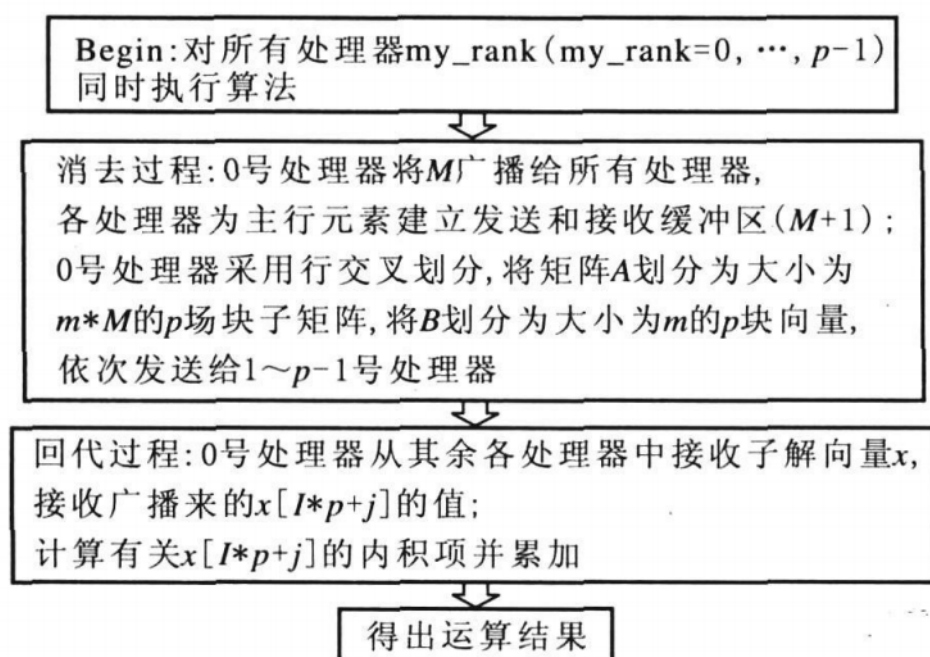 Begin:对所有处理器my_rank(my_rank=0, …, p-1)
同时执行算法
消去过程:0号处理器将M广播给所有处理器,
各处理器为主行元素建立发送和接收缓冲区(M+1);
0号处理器采用行交叉划分,将矩阵A划分为大小为
m*M的p场块子矩阵,将B划分为大小为m的p块向量,
依次发送给1～p-1号处理器
回代过程:0号处理器从其余各处理器中接收子解向量x,
接收广播来的x[I*p+j]的值;
计算有关x[I*p+j]的内积项并累加
得出运算结果